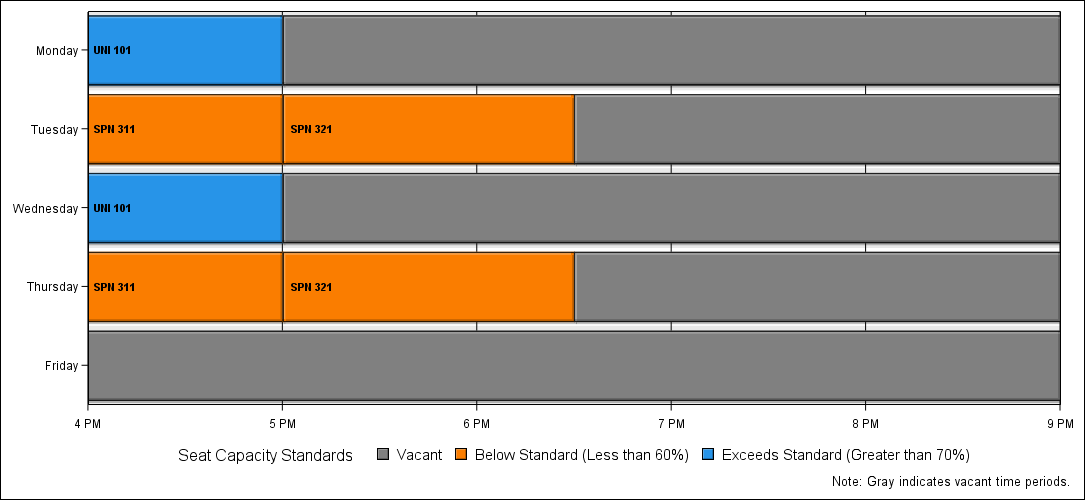 Monday UNI 101
Tuesday SPN 311 SPN 321
Wednesday UNI 101
Thursday SPN 311 SPN 321
Friday
4 PM 5 PM 6 PM 7 PM 8 PM 9 PM
Seat Capacity Standards Vacant Below Standard (Less than 60%) Exceeds Standard (Greater than 70%)
Note: Gray indicates vacant time periods.